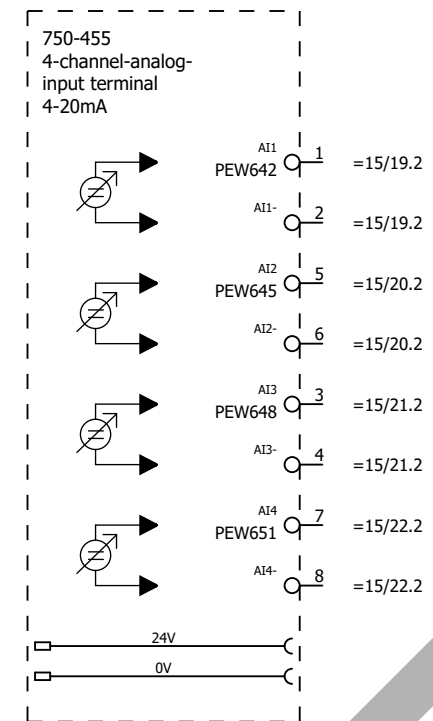 750-455
4-channel-analog-
input terminal
4-20mA
AI1
PEW642 1 =15/19.2
AI1- 2 =15/19.2
AI2
PEW645 5 =15/20.2
AI2- 6 =15/20.2
AI3
PEW648 3 =15/21.2
AI3- 4 =15/21.2
AI4
PEW651 7 =15/22.2
AI4- 8 =15/22.2
24V
0V